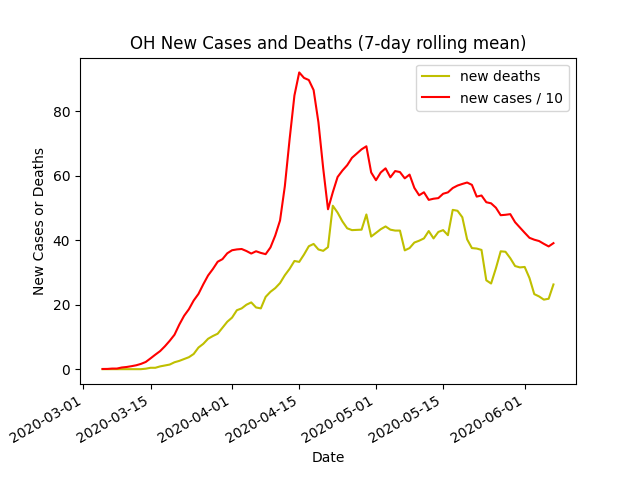 OH New Cases and Deaths (7-day rolling mean)
new deaths
new cases / 10
80
60
40
20
0
New Cases or Deaths
2020-03-01
2020-03-15
2020-04-01
2020-04-15
2020-05-01
2020-05-15
2020-06-01
Date